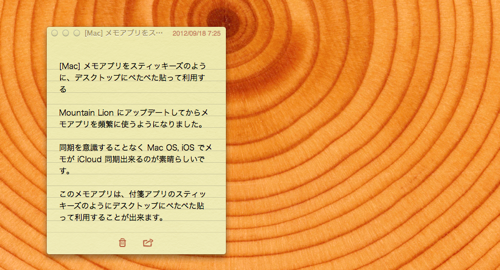 [Mac] メモアプリをス… 2012/09/18 7:25
[Mac] メモアプリをスティッキーズのよう
に、デスクトップにぺたぺた貼って利用す
る
Mountain Lion にアップデートしてからメ
モアプリを頻繁に使うようになりました。
同期を意識することなく Mac OS, iOS でメ
モが iCloud 同期出来るのが素晴らしいで
す。
このメモアプリは、付箋アプリのスティッ
キーズのようにデスクトップにぺたぺた貼
って利用することが出来ます。